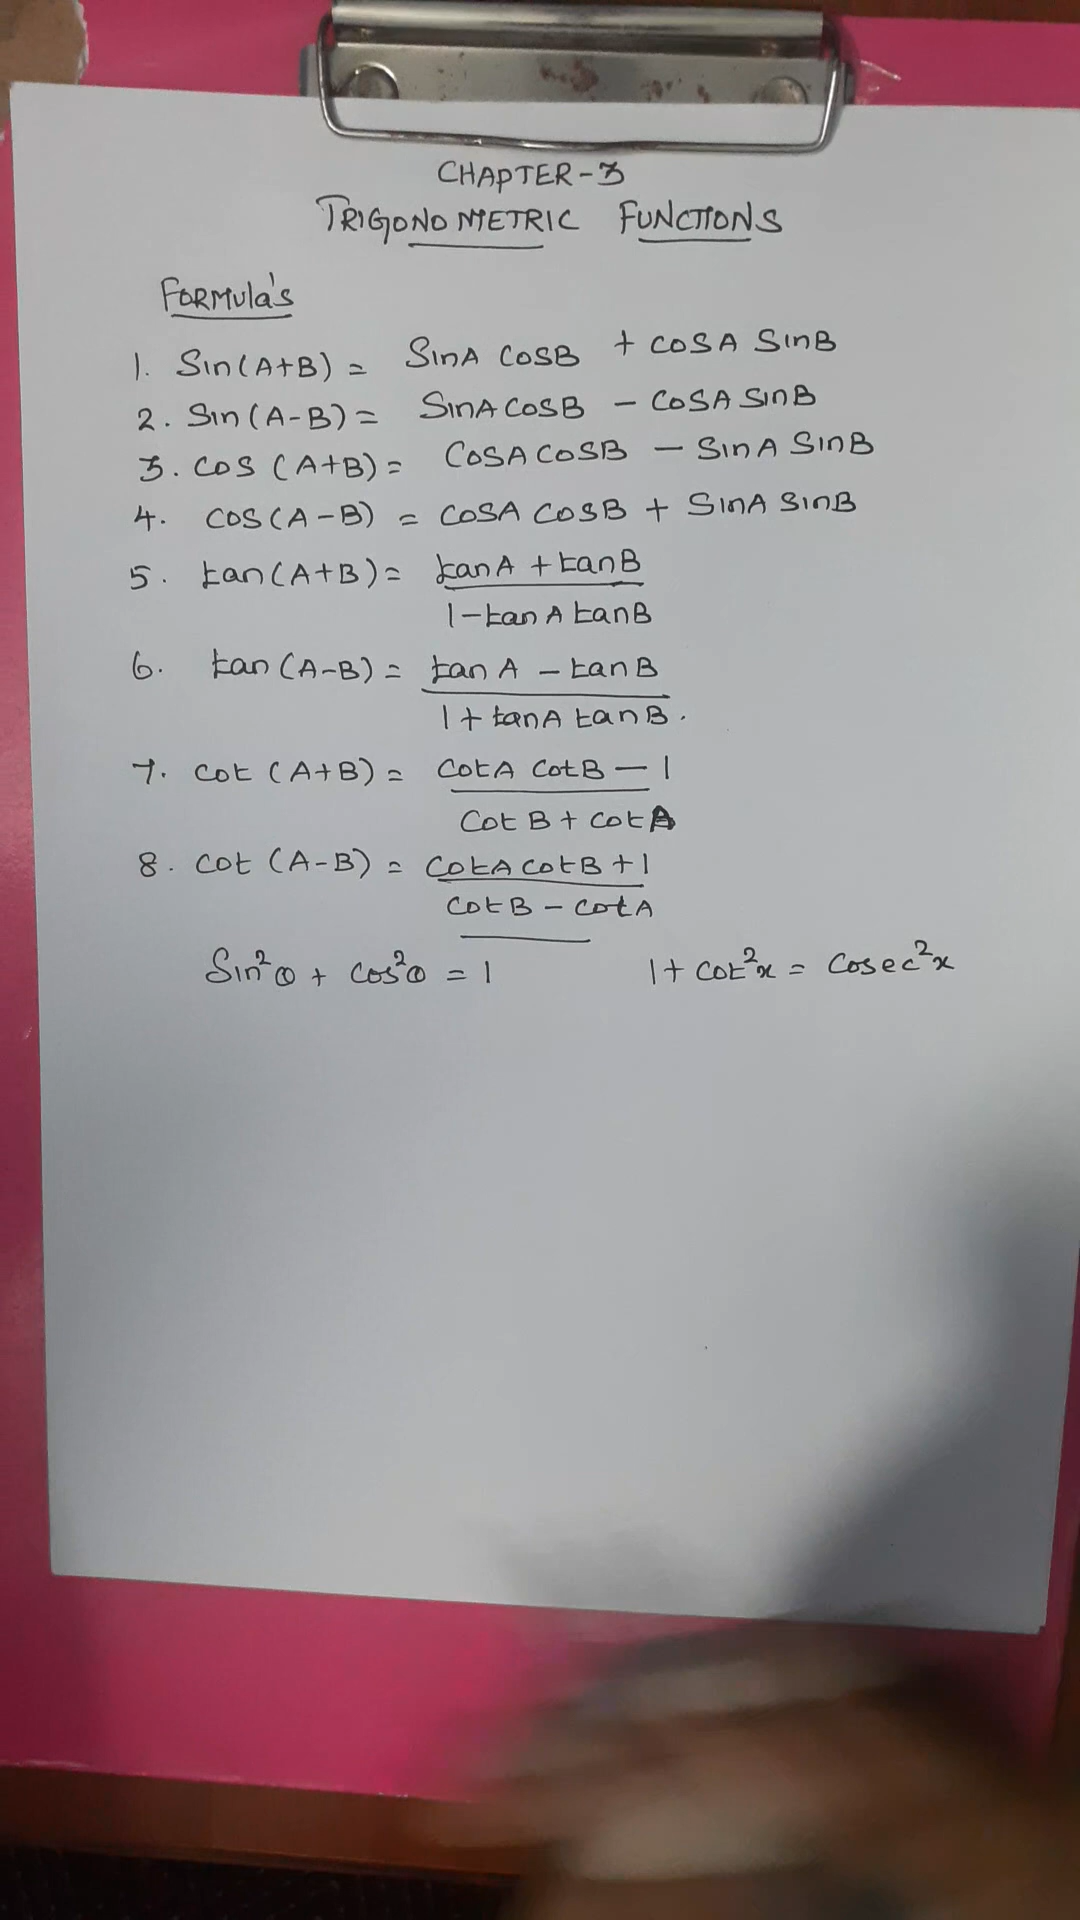 CHAPTER-3
TRIGONOMETRIC FUNCTIONS
FORMula's
1. Sin(A+B) = SinA CosB + cosA SinB
2. Sin(A-B) = SinA CosB - CosA SinB
3. cos (A+B) = CosA CosB - SinA SinB
4. cos(A-B) = cosA cosB + SinA SinB
5. tan(A+B) = tanA + tanB
1-tanA tanB
6. tan (A-B) = tan A - tanB
1+ tanA tanB.
7. cot (A+B) = CotA CotB - 1
Cot B + cotA
8. cot (A-B) = CotA cotB +1
cotB - cotA
Sin²θ + cos²θ = 1 1+ cot²x = Cosec²x